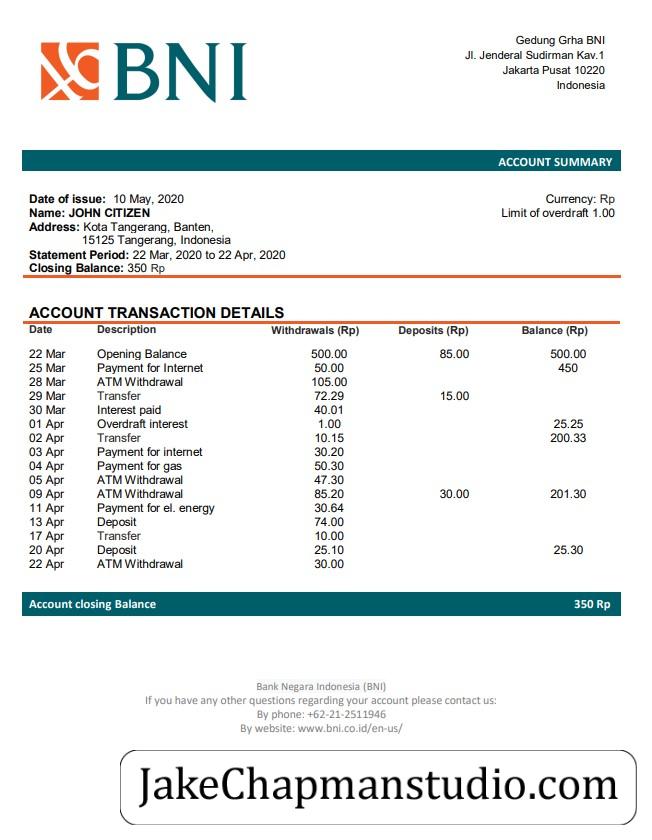 BNI
Gedung Grha BNI
Jl. Jenderal Sudirman Kav.1
Jakarta Pusat 10220
Indonesia
ACCOUNT SUMMARY
Date of issue: 10 May, 2020
Currency: Rp
Name: JOHN CITIZEN
Limit of overdraft 1.00
Address: Kota Tangerang, Banten,
15125 Tangerang, Indonesia
Statement Period: 22 Mar, 2020 to 22 Apr, 2020
Closing Balance: 350 Rp
ACCOUNT TRANSACTION DETAILS
Date Description Withdrawals (Rp) Deposits (Rp) Balance (Rp)
22 Mar Opening Balance 500.00 85.00 500.00
25 Mar Payment for Internet 50.00 450
28 Mar ATM Withdrawal 105.00
29 Mar Transfer 72.29 15.00
30 Mar Interest paid 40.01
01 Apr Overdraft interest 1.00 25.25
02 Apr Transfer 10.15 200.33
03 Apr Payment for internet 30.20
04 Apr Payment for gas 50.30
05 Apr ATM Withdrawal 47.30
09 Apr ATM Withdrawal 85.20 30.00 201.30
11 Apr Payment for el. energy 30.64
13 Apr Deposit 74.00
17 Apr Transfer 10.00
20 Apr Deposit 25.10 25.30
22 Apr ATM Withdrawal 30.00
Account closing Balance 350 Rp
Bank Negara Indonesia (BNI)
If you have any other questions regarding your account please contact us:
By phone: +62-21-2511946
By website: www.bni.co.id/en-us/
JakeChapmanstudio.com